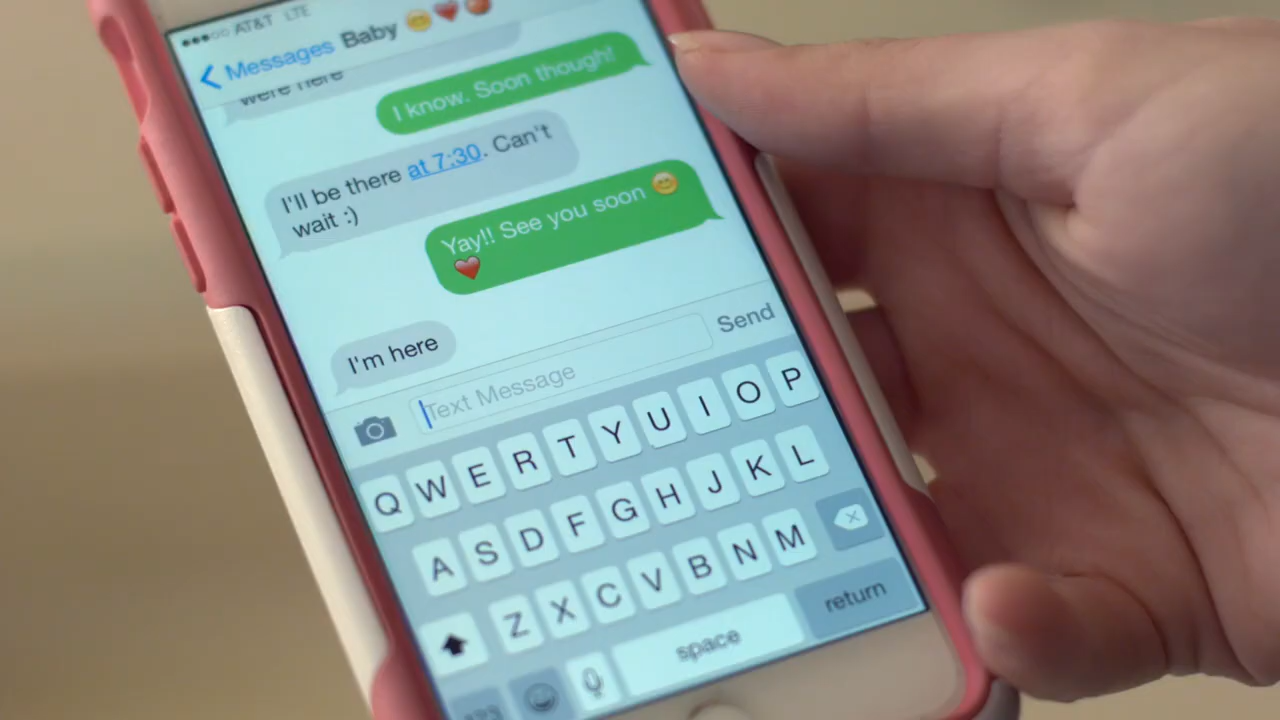 AT&T LTE
Messages Baby 😊❤️
were here
I know. Soon though!
I'll be there at 7:30. Can't
wait :)
Yay!! See you soon 😊
❤️
I'm here
Text Message Send
Q W E R T Y U I O P
A S D F G H J K L
Z X C V B N M
123 space return